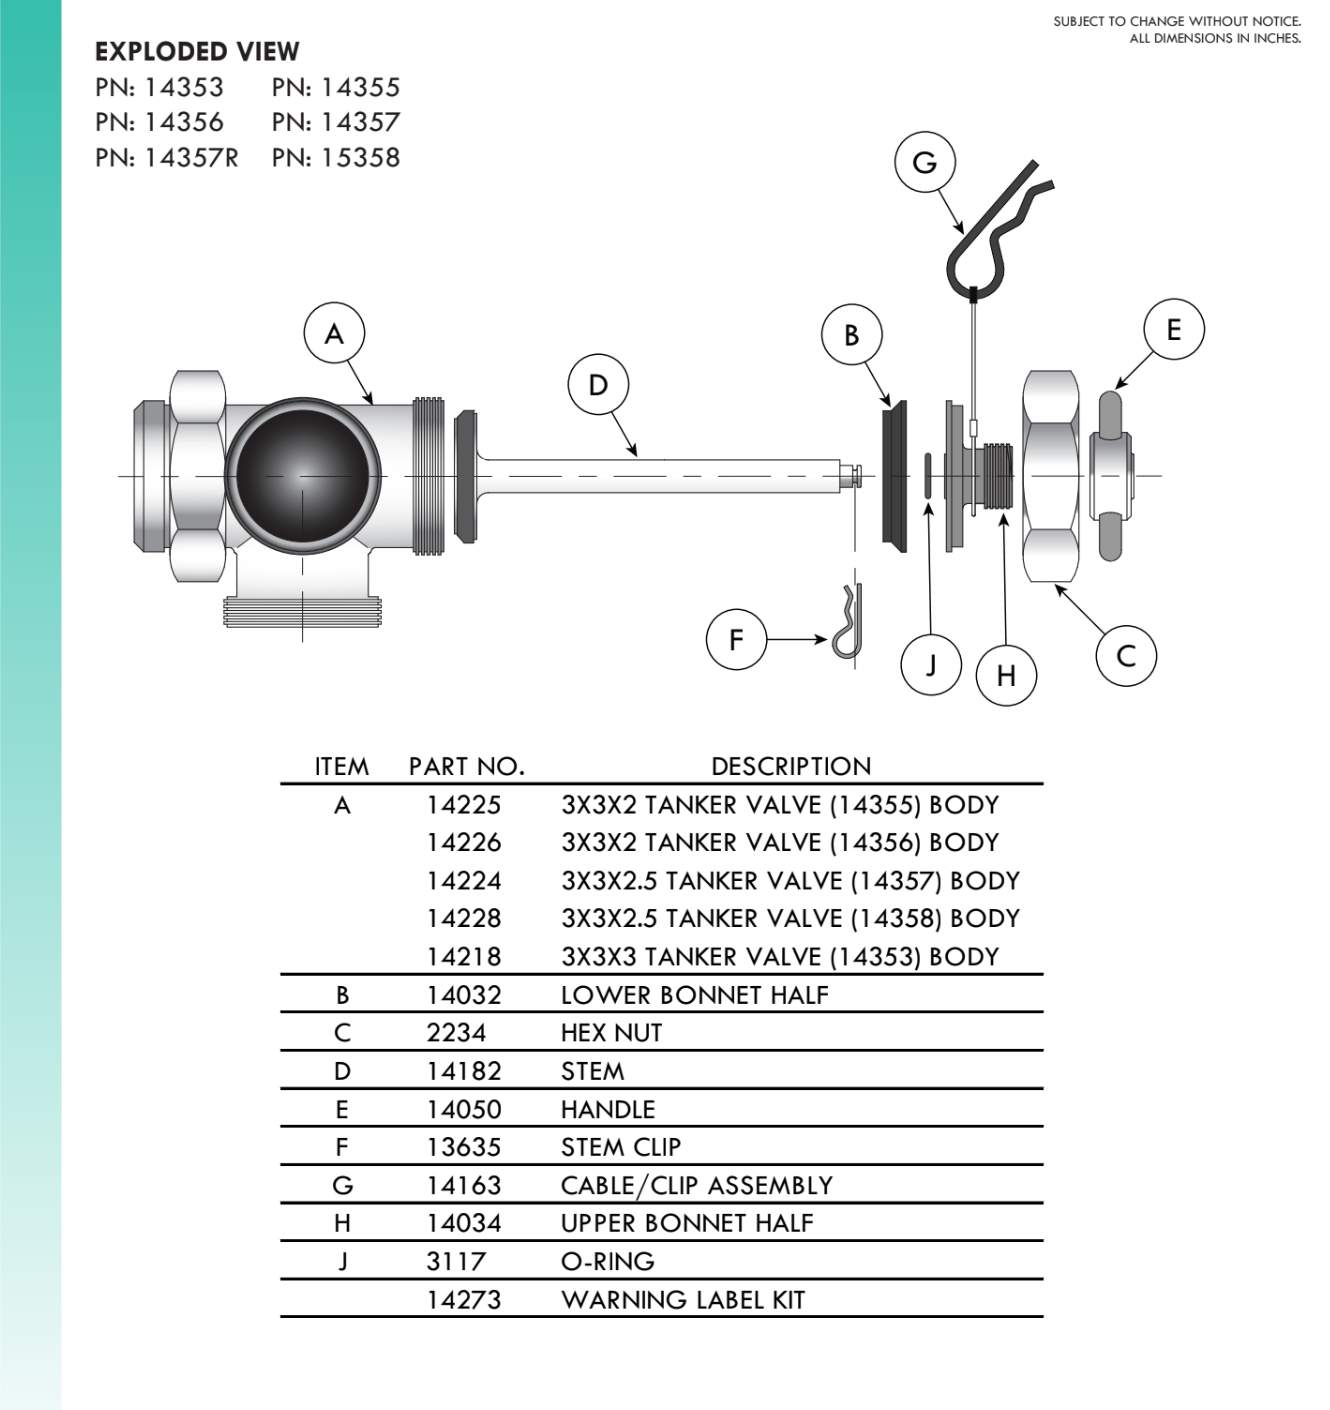 SUBJECT TO CHANGE WITHOUT NOTICE.
ALL DIMENSIONS IN INCHES.
EXPLODED VIEW
PN: 14353 PN: 14355
PN: 14356 PN: 14357
PN: 14357R PN: 15358
G
A
B
E
D
F
J
H
C
ITEM PART NO. DESCRIPTION
A 14225 3X3X2 TANKER VALVE (14355) BODY
14226 3X3X2 TANKER VALVE (14356) BODY
14224 3X3X2.5 TANKER VALVE (14357) BODY
14228 3X3X2.5 TANKER VALVE (14358) BODY
14218 3X3X3 TANKER VALVE (14353) BODY
B 14032 LOWER BONNET HALF
C 2234 HEX NUT
D 14182 STEM
E 14050 HANDLE
F 13635 STEM CLIP
G 14163 CABLE/CLIP ASSEMBLY
H 14034 UPPER BONNET HALF
J 3117 O-RING
14273 WARNING LABEL KIT